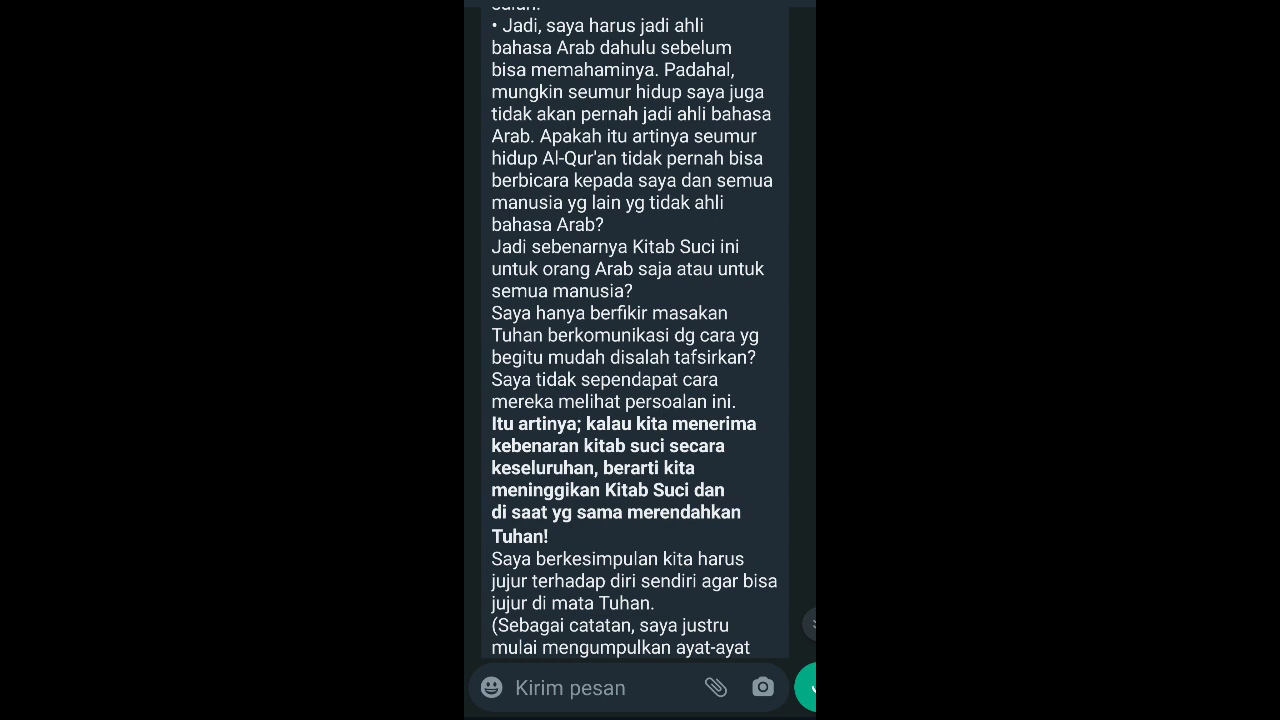 • Jadi, saya harus jadi ahli
bahasa Arab dahulu sebelum
bisa memahaminya. Padahal,
mungkin seumur hidup saya juga
tidak akan pernah jadi ahli bahasa
Arab. Apakah itu artinya seumur
hidup Al-Qur'an tidak pernah bisa
berbicara kepada saya dan semua
manusia yg lain yg tidak ahli
bahasa Arab?
Jadi sebenarnya Kitab Suci ini
untuk orang Arab saja atau untuk
semua manusia?
Saya hanya berfikir masakan
Tuhan berkomunikasi dg cara yg
begitu mudah disalah tafsirkan?
Saya tidak sependapat cara
mereka melihat persoalan ini.
Itu artinya; kalau kita menerima
kebenaran kitab suci secara
keseluruhan, berarti kita
meninggikan Kitab Suci dan
di saat yg sama merendahkan
Tuhan!
Saya berkesimpulan kita harus
jujur terhadap diri sendiri agar bisa
jujur di mata Tuhan.
(Sebagai catatan, saya justru
mulai mengumpulkan ayat-ayat
Kirim pesan